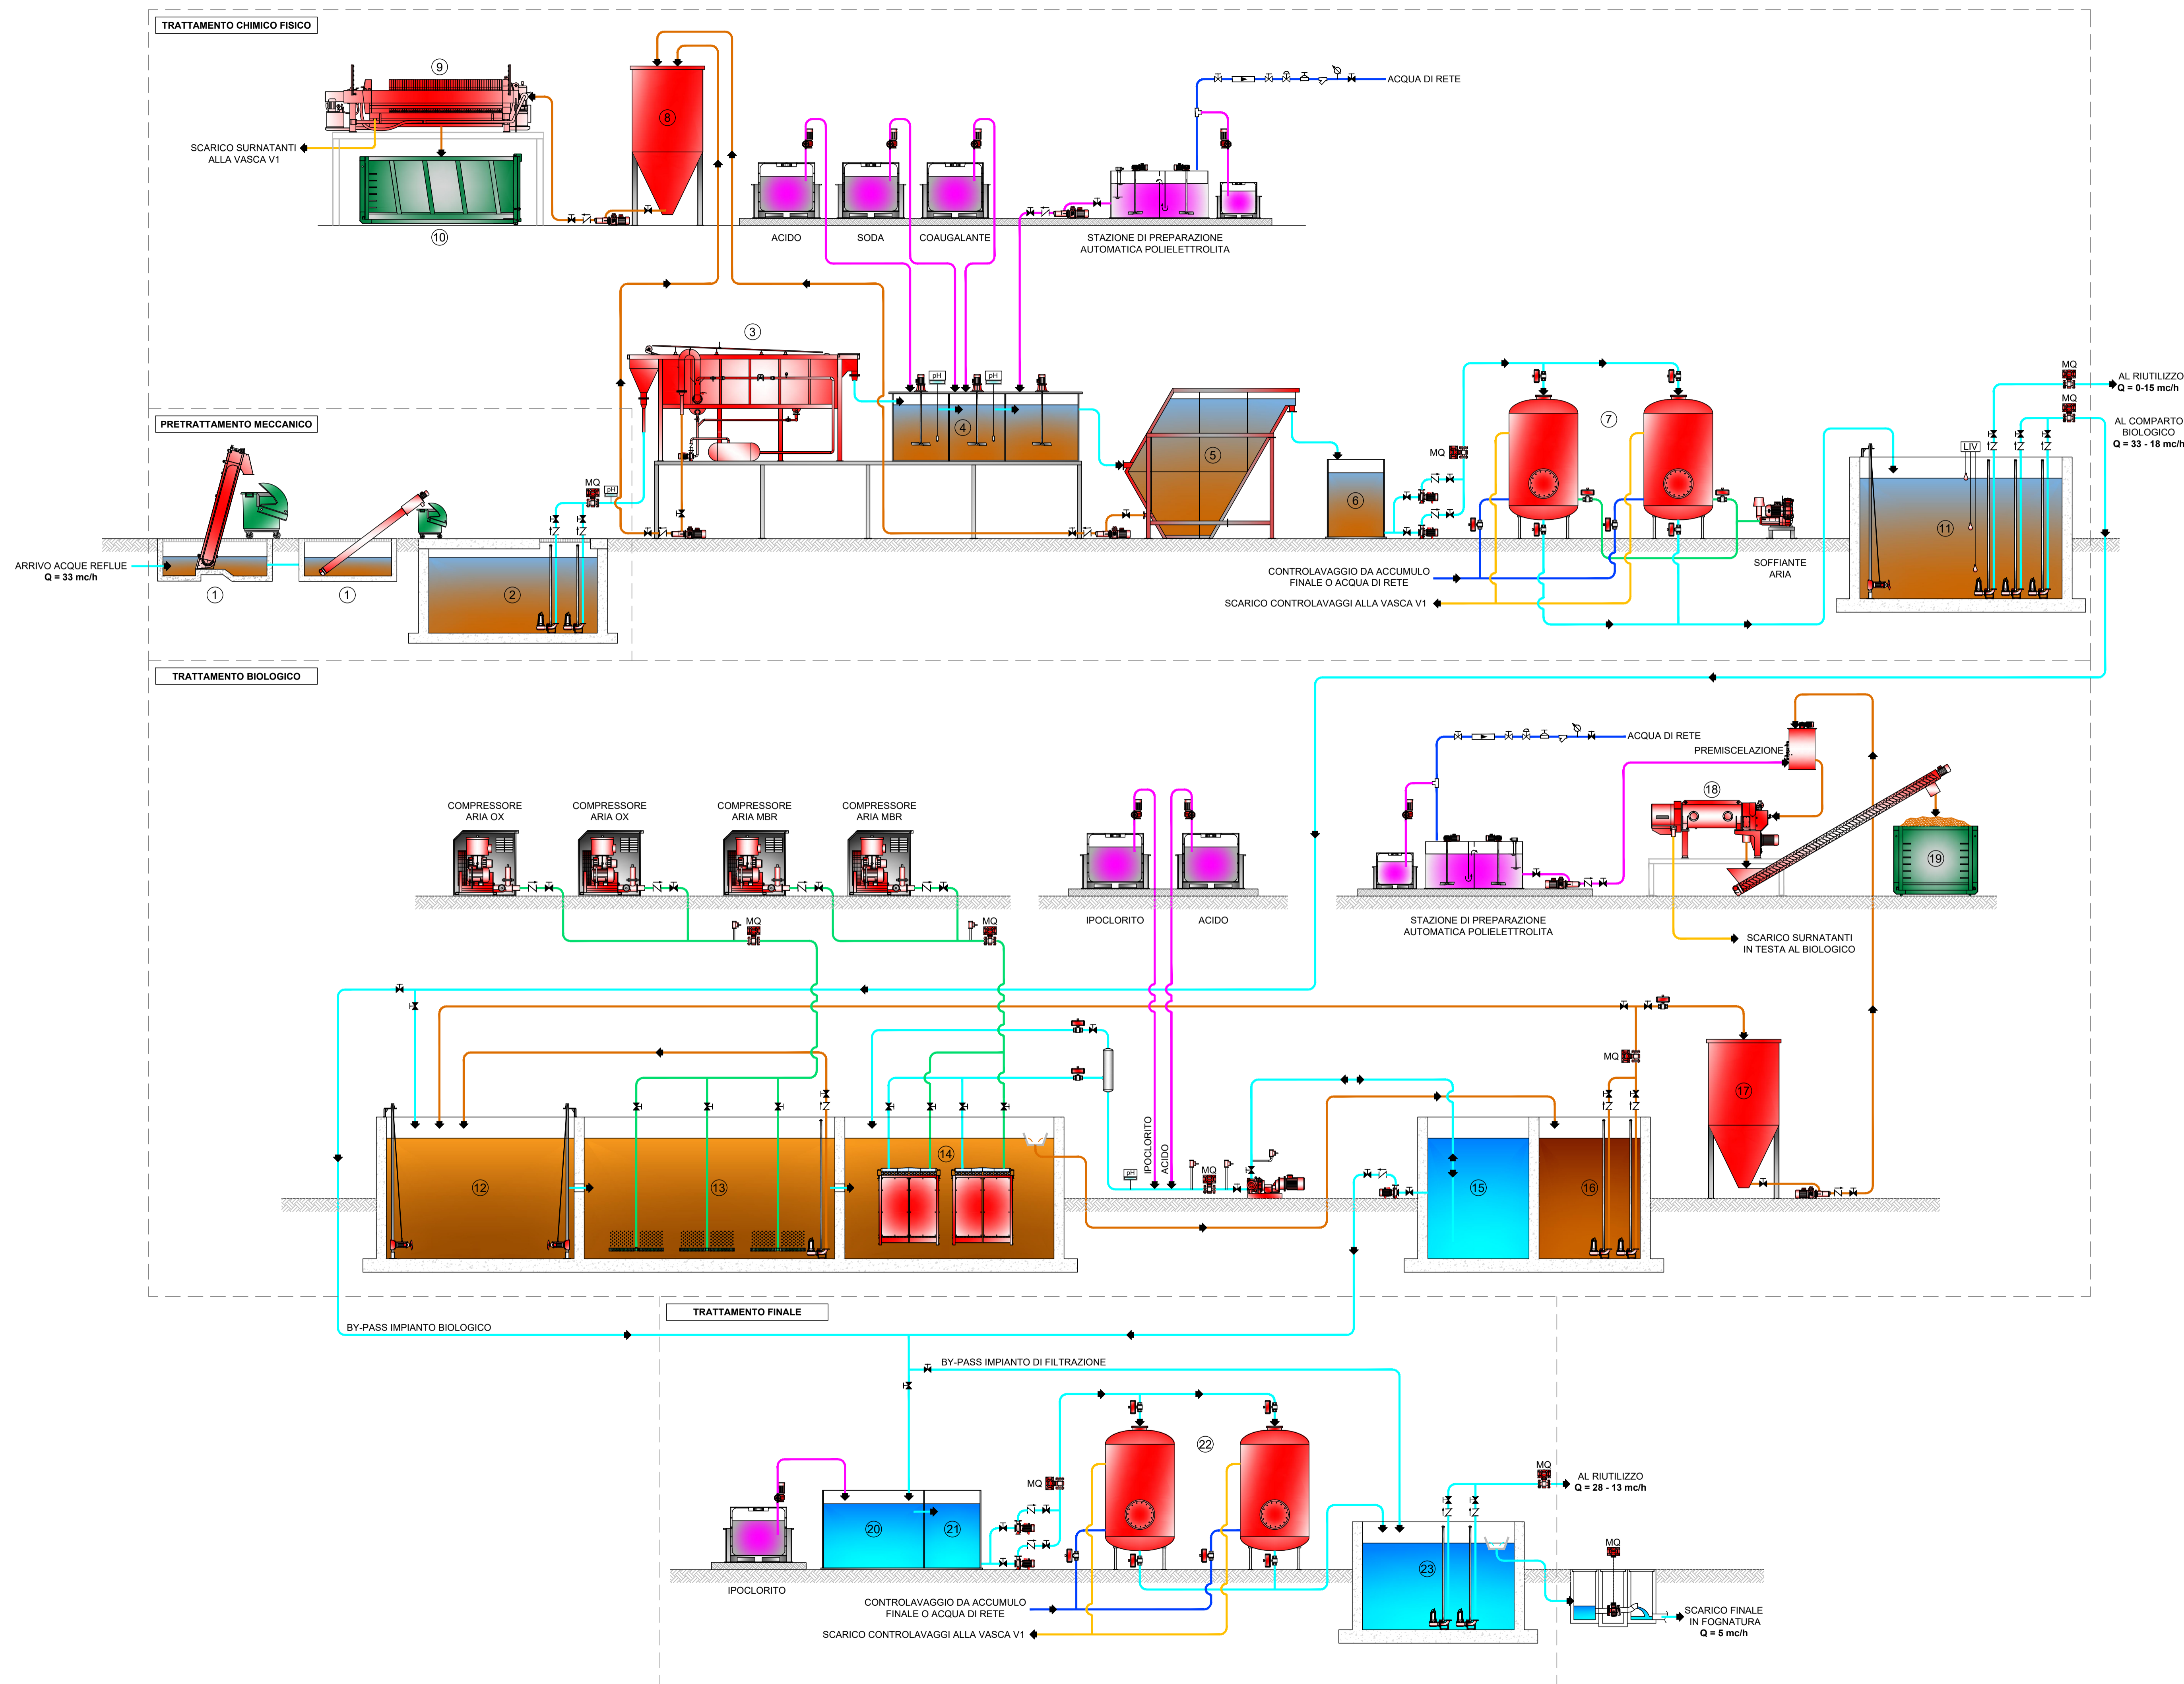 TRATTAMENTO CHIMICO FISICO
9
8
ACQUA DI RETE
SCARICO SURNATANTI
ALLA VASCA V1
10
ACIDO
SODA
COAUGALANTE
STAZIONE DI PREPARAZIONE
AUTOMATICA POLIELETTROLITA
3
pH
pH
4
5
6
MQ
7
MQ
AL RIUTILIZZO
Q = 0-15 mc/h
MQ
AL COMPARTO
BIOLOGICO
Q = 33 - 18 mc/h
LIV
11
SOFFIANTE
ARIA
CONTROLAVAGGIO DA ACCUMULO
FINALE O ACQUA DI RETE
SCARICO CONTROLAVAGGI ALLA VASCA V1
PRETRATTAMENTO MECCANICO
MQ
pH
ARRIVO ACQUE REFLUE
Q = 33 mc/h
1
1
2
TRATTAMENTO BIOLOGICO
ACQUA DI RETE
PREMISCELAZIONE
18
19
COMPRESSORE
ARIA OX
COMPRESSORE
ARIA OX
COMPRESSORE
ARIA MBR
COMPRESSORE
ARIA MBR
MQ
MQ
IPOCLORITO
ACIDO
STAZIONE DI PREPARAZIONE
AUTOMATICA POLIELETTROLITA
SCARICO SURNATANTI
IN TESTA AL BIOLOGICO
MQ
17
12
13
14
pH
IPOCLORITO
ACIDO
MQ
15
16
TRATTAMENTO FINALE
BY-PASS IMPIANTO BIOLOGICO
BY-PASS IMPIANTO DI FILTRAZIONE
22
MQ
20
21
IPOCLORITO
CONTROLAVAGGIO DA ACCUMULO
FINALE O ACQUA DI RETE
SCARICO CONTROLAVAGGI ALLA VASCA V1
MQ
AL RIUTILIZZO
Q = 28 - 13 mc/h
23
MQ
SCARICO FINALE
IN FOGNATURA
Q = 5 mc/h